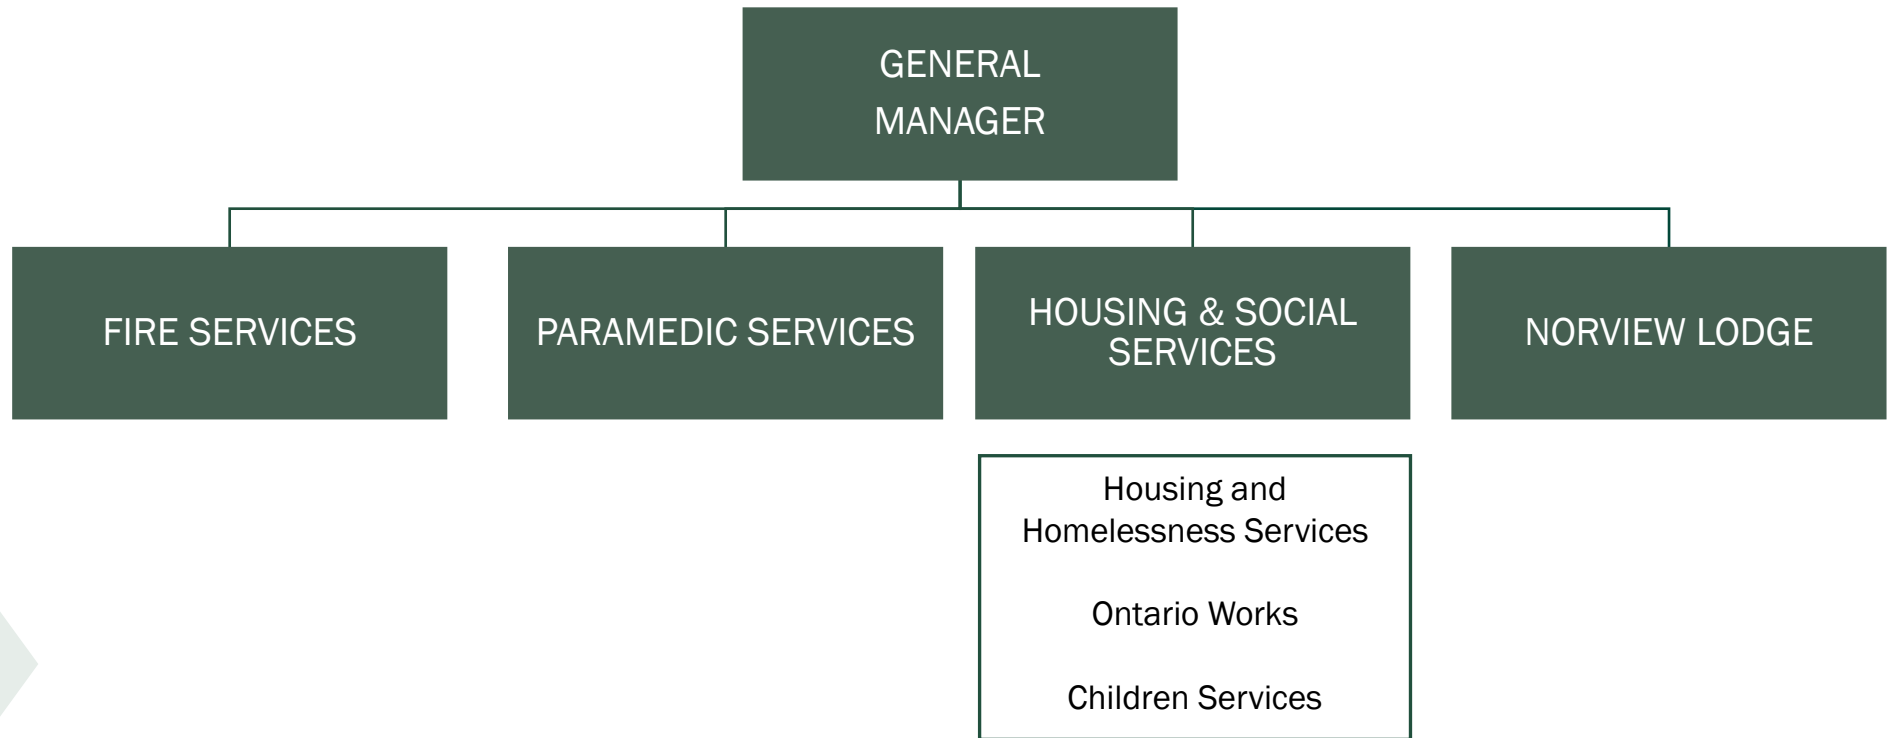 GENERAL
MANAGER
FIRE SERVICES
PARAMEDIC SERVICES
HOUSING & SOCIAL
SERVICES
NORVIEW LODGE
Housing and
Homelessness Services
Ontario Works
Children Services